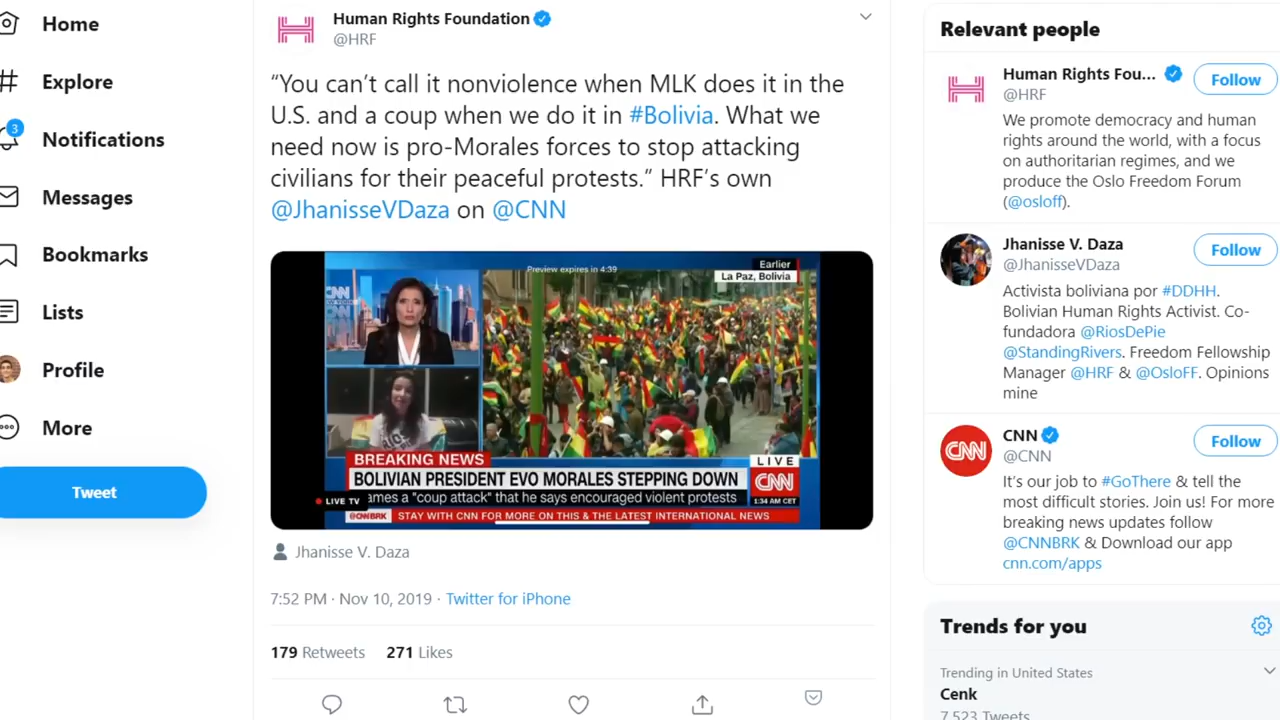 Home
Explore
3
Notifications
Messages
Bookmarks
Lists
Profile
More
Tweet
Human Rights Foundation
@HRF
“You can’t call it nonviolence when MLK does it in the
U.S. and a coup when we do it in #Bolivia. What we
need now is pro-Morales forces to stop attacking
civilians for their peaceful protests.” HRF’s own
@JhanisseVDaza on @CNN
Preview expires in 4:39
Earlier
La Paz, Bolivia
CNN
BREAKING NEWS
BOLIVIAN PRESIDENT EVO MORALES STEPPING DOWN
LIVE TV
ames a "coup attack" that he says encouraged violent protests
LIVE
CNN
1:34 AM CET
@CNNBRK STAY WITH CNN FOR MORE ON THIS & THE LATEST INTERNATIONAL NEWS
Jhanisse V. Daza
7:52 PM · Nov 10, 2019 · Twitter for iPhone
179 Retweets 271 Likes
Relevant people
Human Rights Fou...
@HRF
Follow
We promote democracy and human
rights around the world, with a focus
on authoritarian regimes, and we
produce the Oslo Freedom Forum
(@osloff).
Jhanisse V. Daza
@JhanisseVDaza
Follow
Activista boliviana por #DDHH.
Bolivian Human Rights Activist. Co-
fundadora @RiosDePie
@StandingRivers. Freedom Fellowship
Manager @HRF & @OsloFF. Opinions
mine
CNN
CNN
@CNN
Follow
It’s our job to #GoThere & tell the
most difficult stories. Join us! For more
breaking news updates follow
@CNNBRK & Download our app
cnn.com/apps
Trends for you
Trending in United States
Cenk
7,523 Tweets